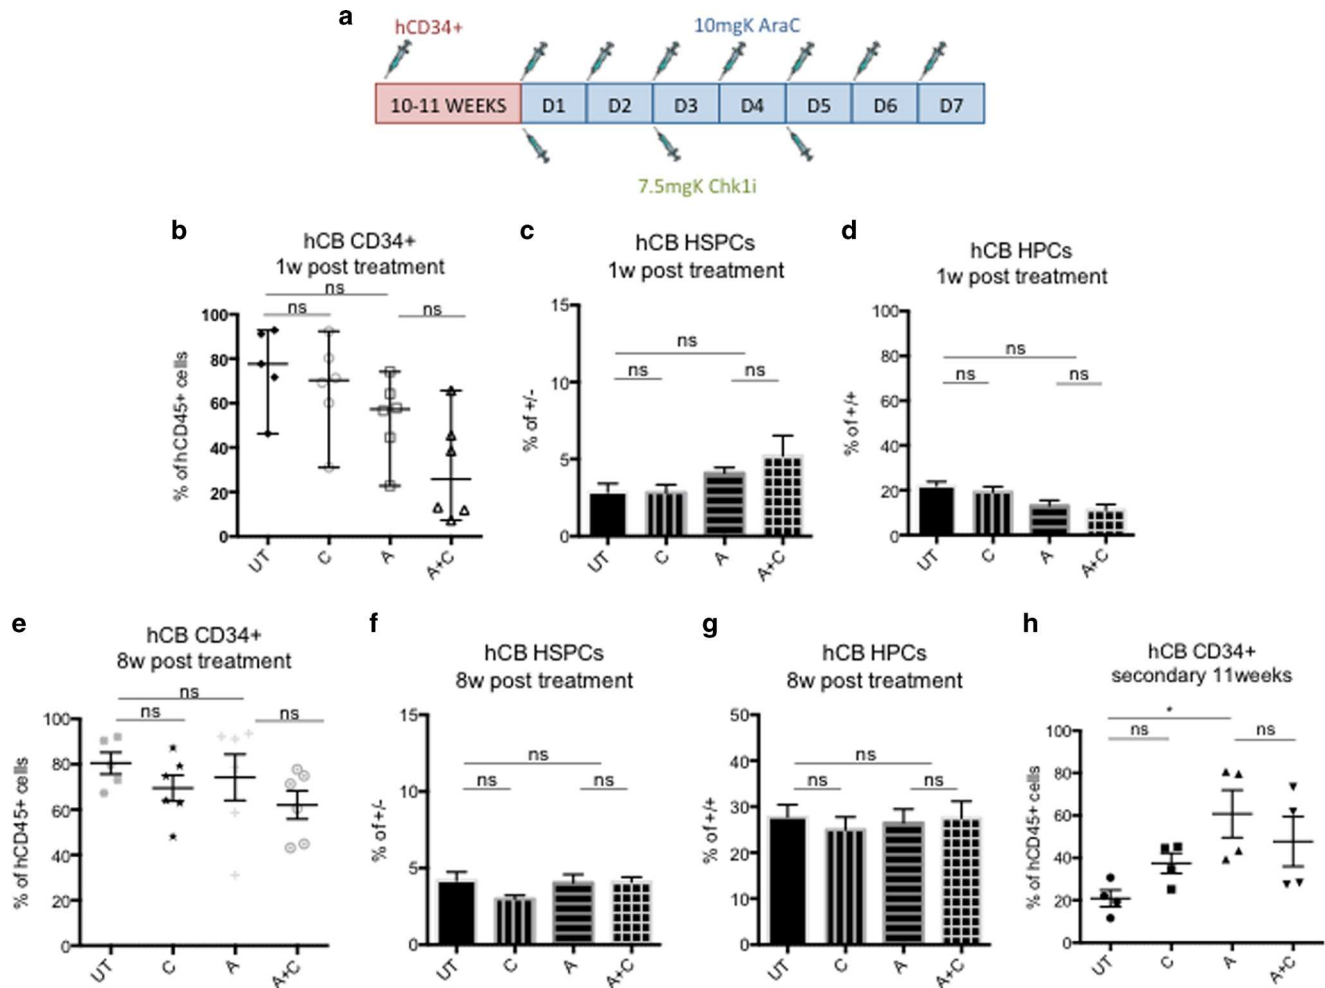 a
hCD34+
10mgK AraC
10-11 WEEKS D1 D2 D3 D4 D5 D6 D7
7.5mgK Chk1i
b
hCB CD34+
1w post treatment
ns
ns
ns
% of hCD45+ cells
100
80
60
40
20
0
UT C A A+C
c
hCB HSPCs
1w post treatment
ns
ns
ns
% of +/-
15
10
5
0
UT C A A+C
d
hCB HPCs
1w post treatment
ns
ns
ns
% of +/+
100
80
60
40
20
0
UT C A A+C
e
hCB CD34+
8w post treatment
ns
ns
ns
% of hCD45+ cells
100
80
60
40
20
0
UT C A A+C
f
hCB HSPCs
8w post treatment
ns
ns
ns
% of +/-
15
10
5
0
UT C A A+C
g
hCB HPCs
8w post treatment
ns
ns
ns
% of +/+
50
40
30
20
10
0
UT C A A+C
h
hCB CD34+
secondary 11weeks
*
ns
ns
% of hCD45+ cells
100
80
60
40
20
0
UT C A A+C